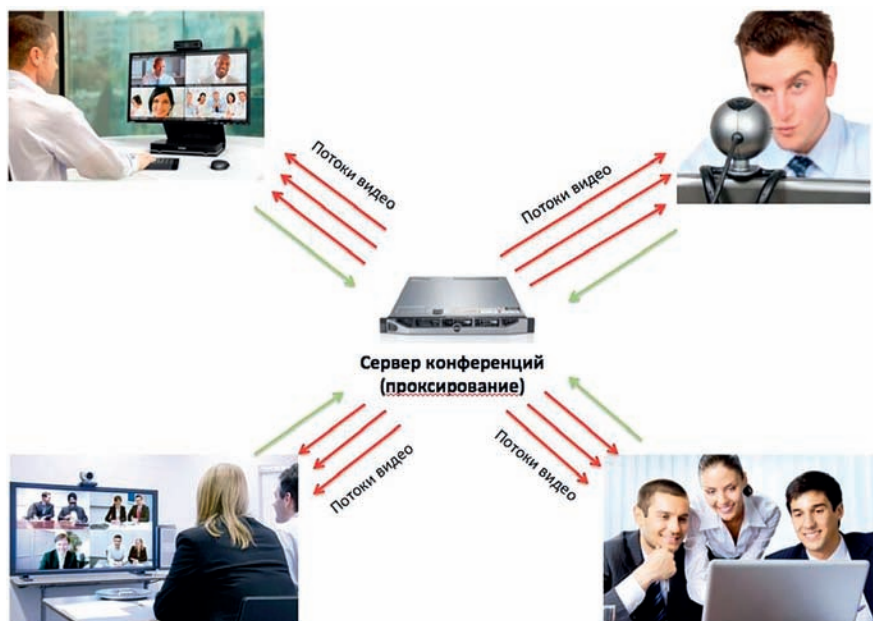 Потоки видео
Потоки видео
Сервер конференций
(проксирование)
Потоки видео
Потоки видео